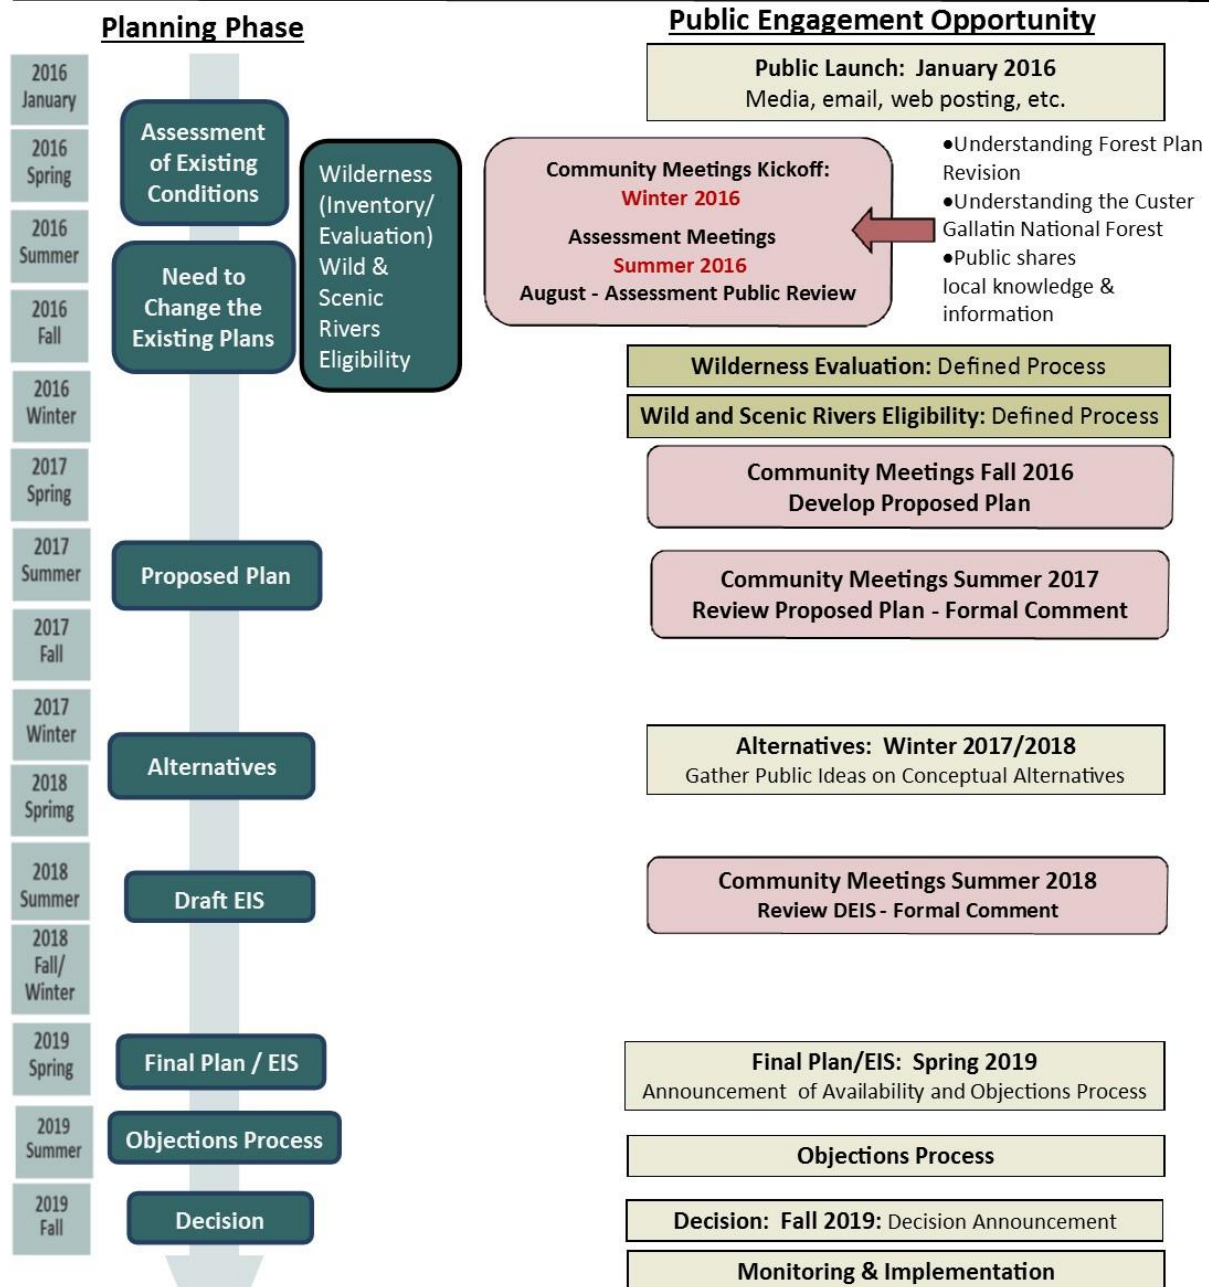 Planning Phase
Public Engagement Opportunity
2016
January
2016
Spring
2016
Summer
2016
Fall
2016
Winter
2017
Spring
2017
Summer
2017
Fall
2017
Winter
2018
Sprimg
2018
Summer
2018
Fall/
Winter
2019
Spring
2019
Summer
2019
Fall
Assessment
of Existing
Conditions
Need to
Change the
Existing Plans
Wilderness
(Inventory/
Evaluation)
Wild &
Scenic
Rivers
Eligibility
Proposed Plan
Alternatives
Draft EIS
Final Plan / EIS
Objections Process
Decision
Public Launch: January 2016
Media, email, web posting, etc.
Community Meetings Kickoff:
Winter 2016
Assessment Meetings
Summer 2016
August - Assessment Public Review
•Understanding Forest Plan
Revision
•Understanding the Custer
Gallatin National Forest
•Public shares
local knowledge &
information
Wilderness Evaluation: Defined Process
Wild and Scenic Rivers Eligibility: Defined Process
Community Meetings Fall 2016
Develop Proposed Plan
Community Meetings Summer 2017
Review Proposed Plan - Formal Comment
Alternatives: Winter 2017/2018
Gather Public Ideas on Conceptual Alternatives
Community Meetings Summer 2018
Review DEIS - Formal Comment
Final Plan/EIS: Spring 2019
Announcement of Availability and Objections Process
Objections Process
Decision: Fall 2019: Decision Announcement
Monitoring & Implementation